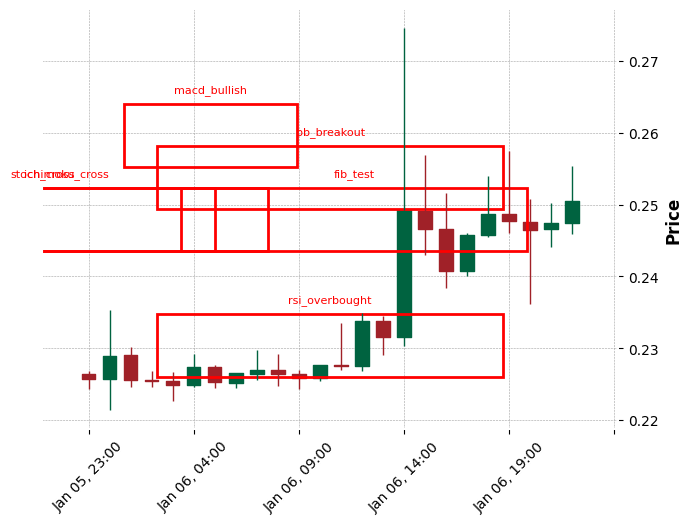 0.27
macd_bullish
0.26
bb_breakout
fib_test
0.25
Price
0.24
rsi_overbought
0.23
0.22
Jan 05, 23:00
Jan 06, 04:00
Jan 06, 09:00
Jan 06, 14:00
Jan 06, 19:00